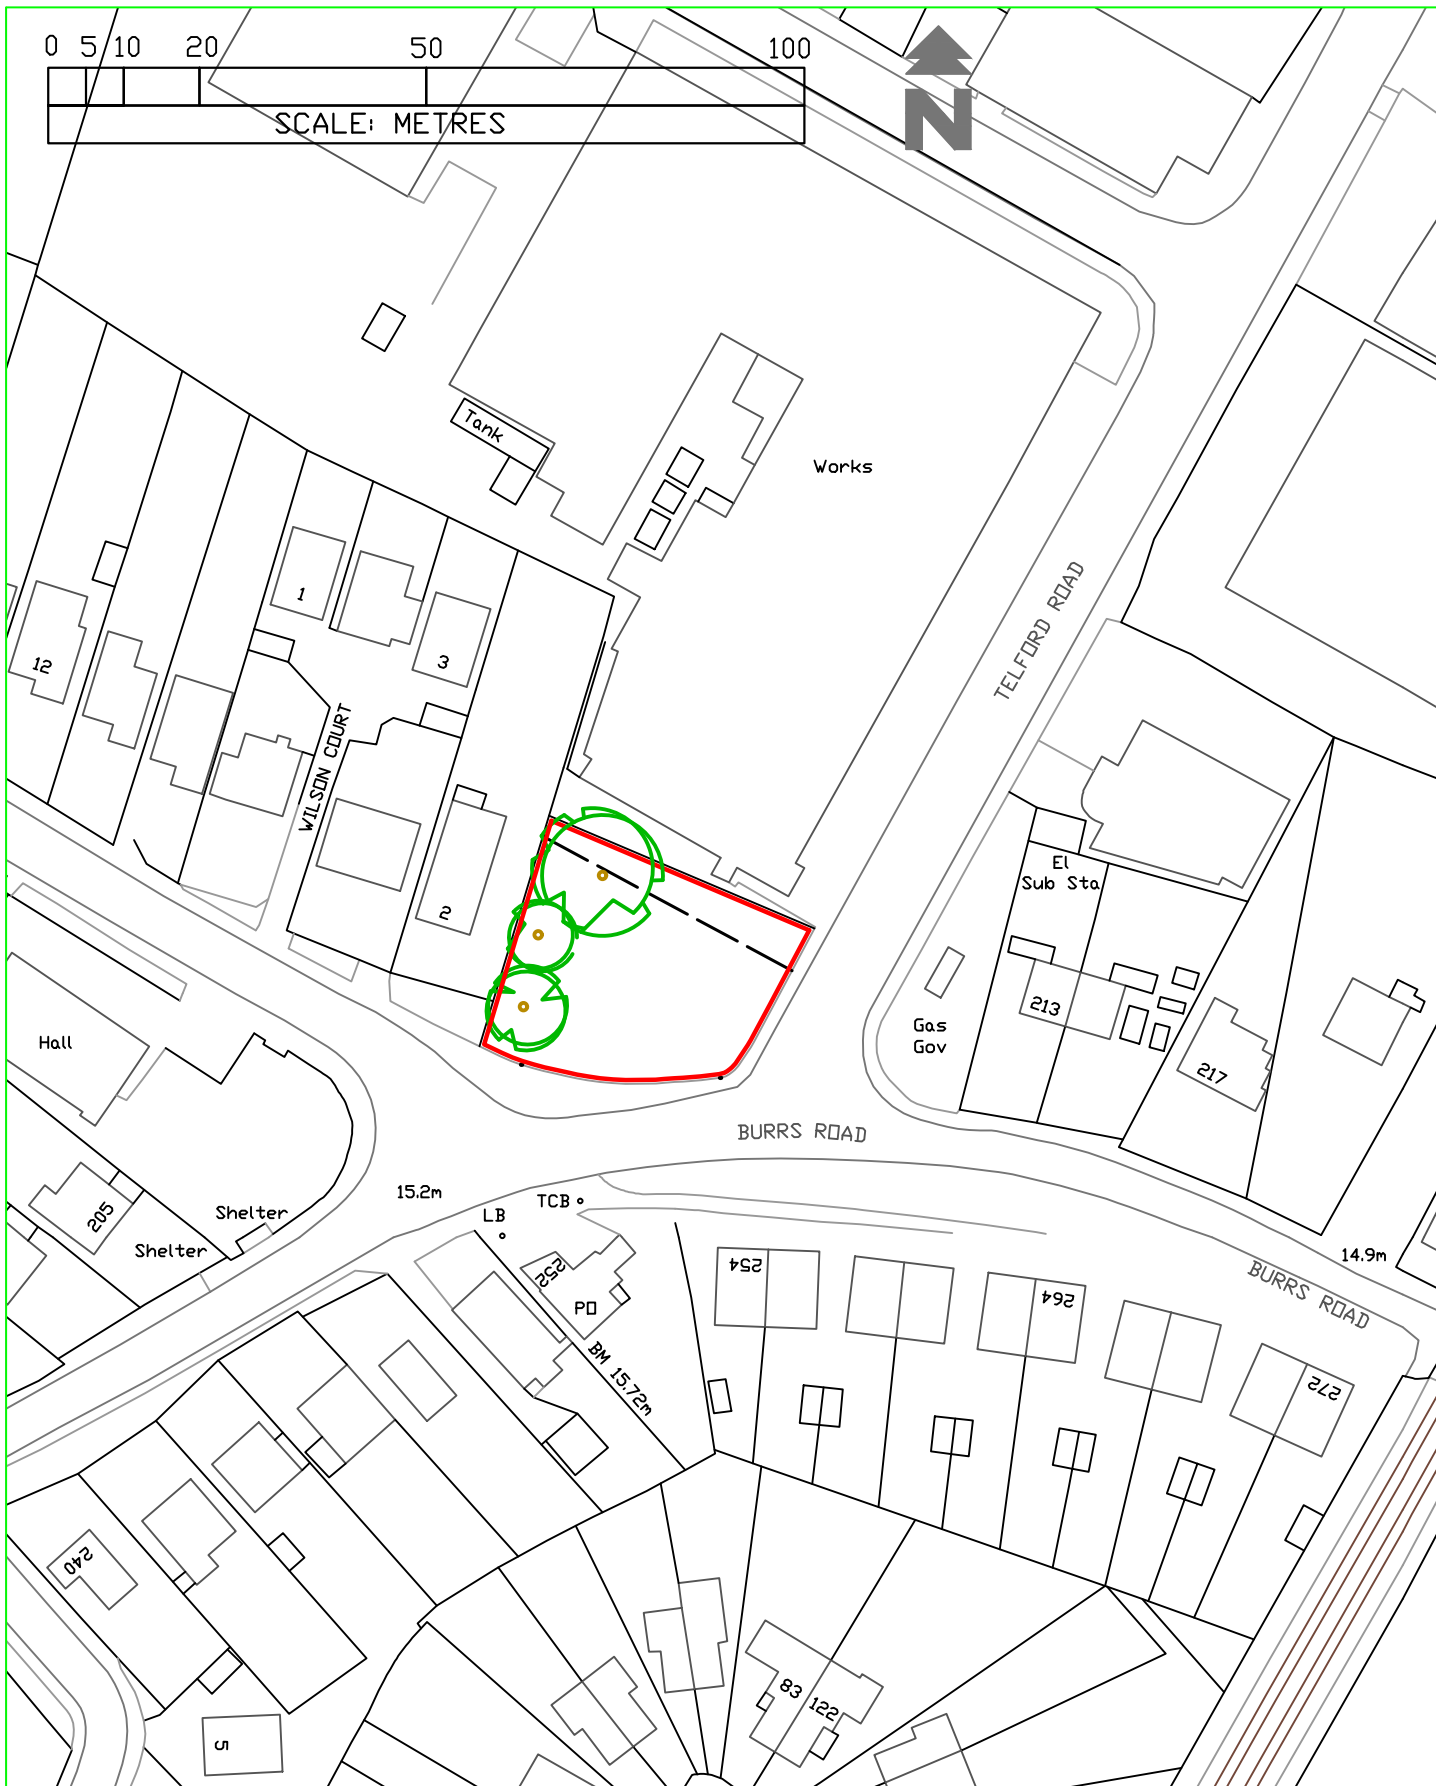 0 5 10 20 50 100
SCALE: METRES
N
Tank
Works
1
3
12
TELFORD ROAD
WILSON COURT
2
El
Sub Sta
213
217
Gas
Gov
Hall
BURRS ROAD
15.2m
TCB
LB
205
Shelter
Shelter
252
PO
BM 15.72m
254
264
14.9m
BURRS ROAD
272
240
5
83
122